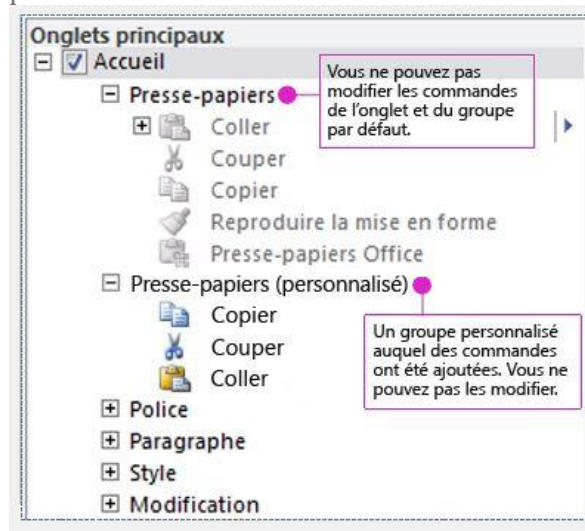 Onglets principaux
Accueil
Presse-papiers
Vous ne pouvez pas
modifier les commandes
de l'onglet et du groupe
par défaut.
Coller
Couper
Copier
Reproduire la mise en forme
Presse-papiers Office
Presse-papiers (personnalisé)
Copier
Couper
Coller
Un groupe personnalisé
auquel des commandes
ont été ajoutées. Vous ne
pouvez pas les modifier.
Police
Paragraphe
Style
Modification